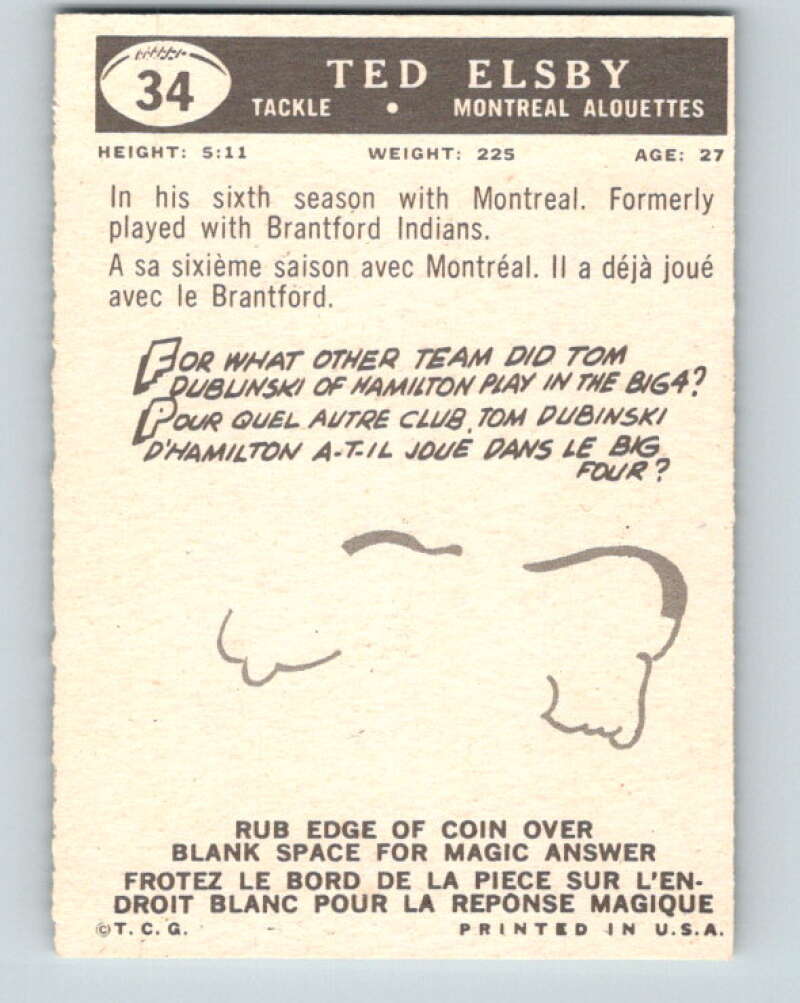 34
TED ELSBY
TACKLE • MONTREAL ALOUETTES
HEIGHT: 5:11 WEIGHT: 225 AGE: 27
In his sixth season with Montreal. Formerly
played with Brantford Indians.
A sa sixième saison avec Montréal. Il a déjà joué
avec le Brantford.
FOR WHAT OTHER TEAM DID TOM
DUBLINSKI OF HAMILTON PLAY IN THE BIG 4?
POUR QUEL AUTRE CLUB, TOM DUBINSKI
D'HAMILTON A-T-IL JOUÉ DANS LE BIG
FOUR?
RUB EDGE OF COIN OVER
BLANK SPACE FOR MAGIC ANSWER
FROTEZ LE BORD DE LA PIECE SUR L'EN-
DROIT BLANC POUR LA REPONSE MAGIQUE
©T. C. G. PRINTED IN U.S.A.